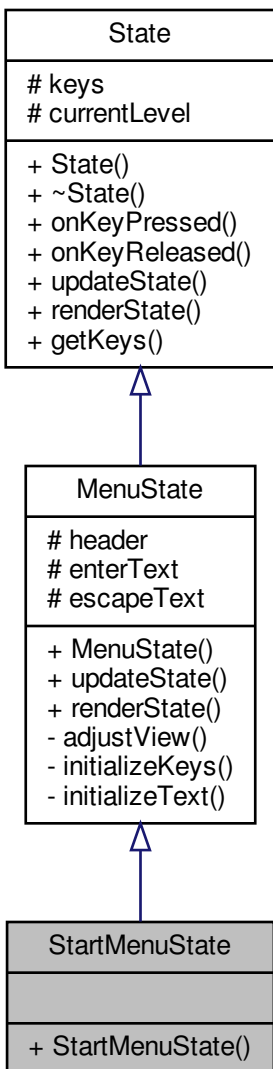 State
# keys
# currentLevel
+ State()
+ ~State()
+ onKeyPressed()
+ onKeyReleased()
+ updateState()
+ renderState()
+ getKeys()
MenuState
# header
# enterText
# escapeText
+ MenuState()
+ updateState()
+ renderState()
- adjustView()
- initializeKeys()
- initializeText()
StartMenuState
+ StartMenuState()